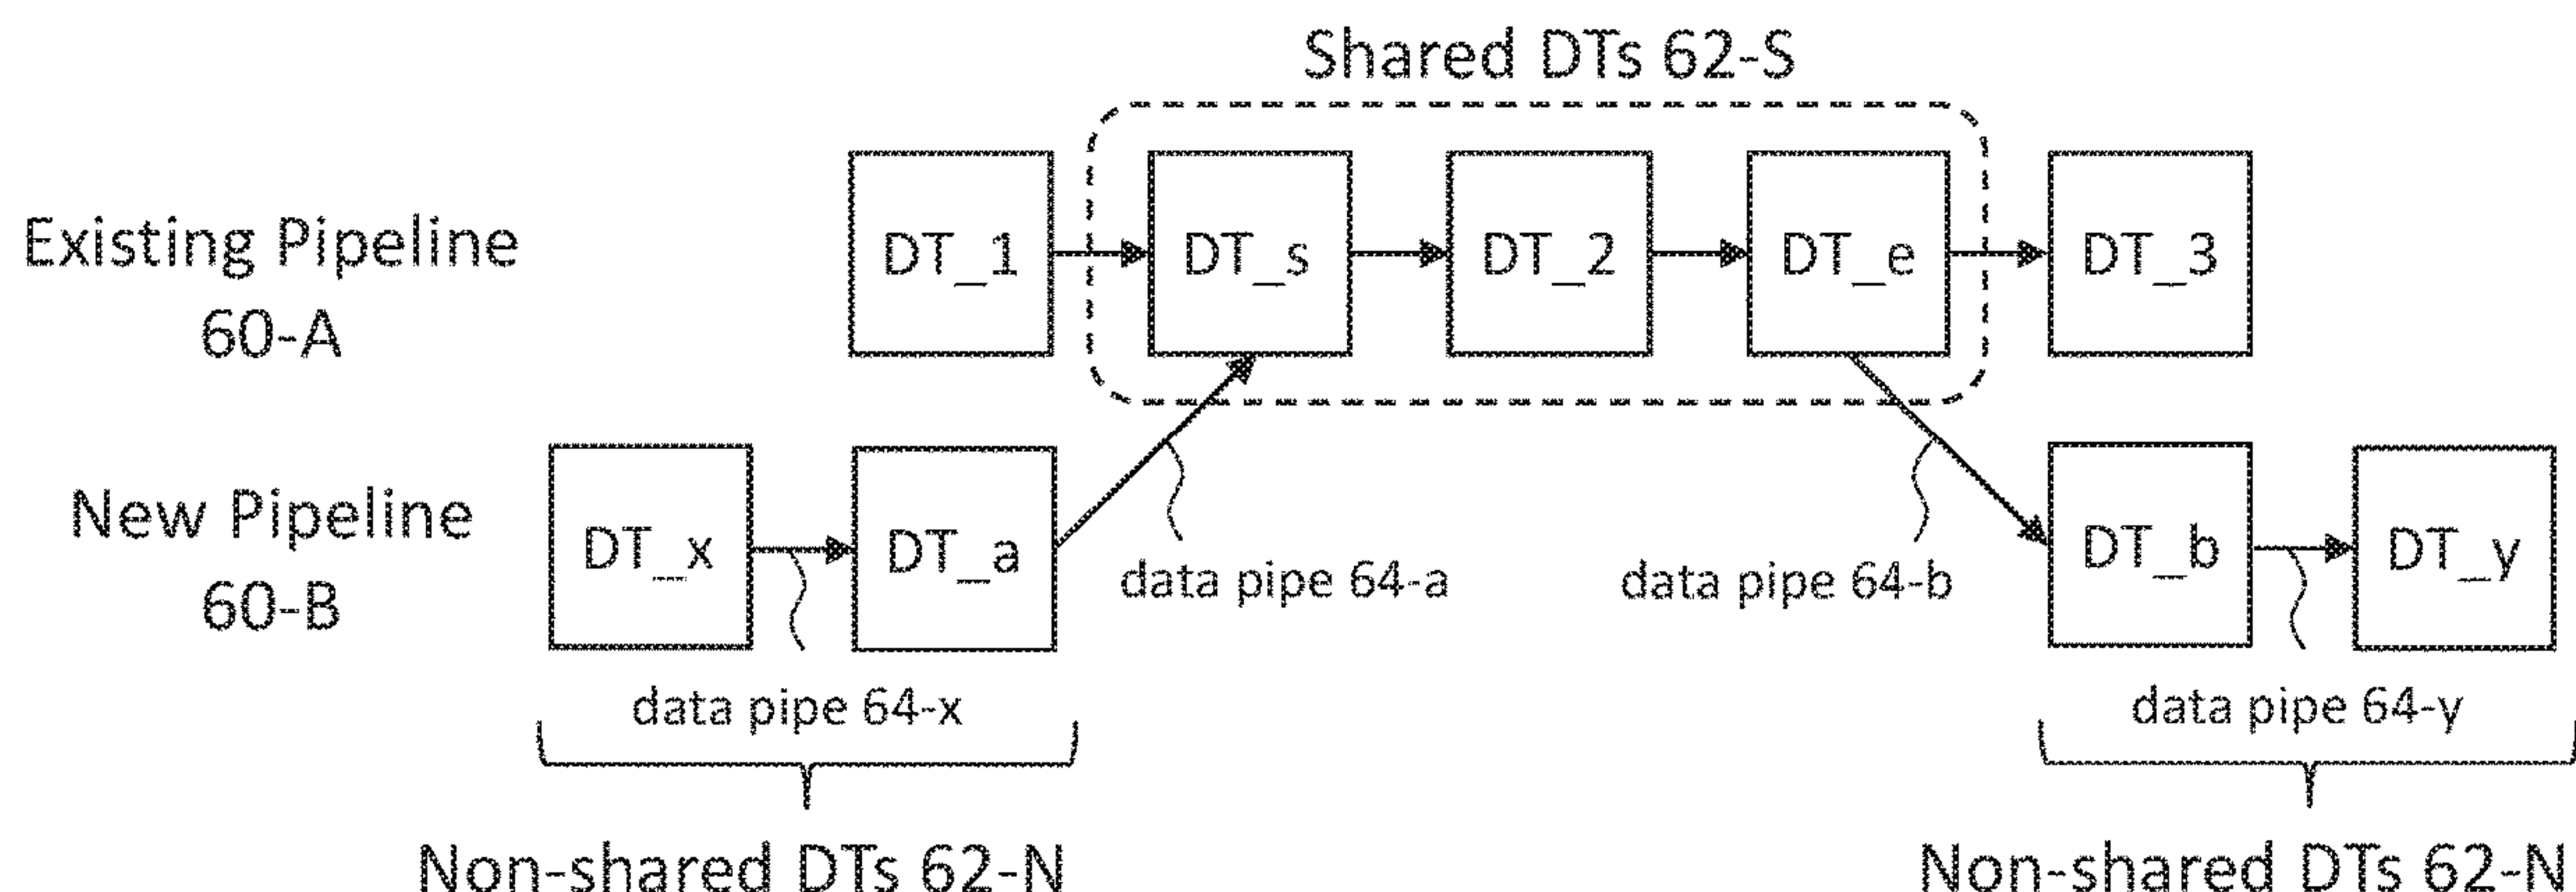 Shared DTs 62-S
Existing Pipeline
60-A
DT_1
DT_s
DT_2
DT_e
DT_3
New Pipeline
60-B
DT_x
DT_a
data pipe 64-a
data pipe 64-b
DT_b
DT_y
data pipe 64-x
data pipe 64-y
Non-shared DTs 62-N
Non-shared DTs 62-N